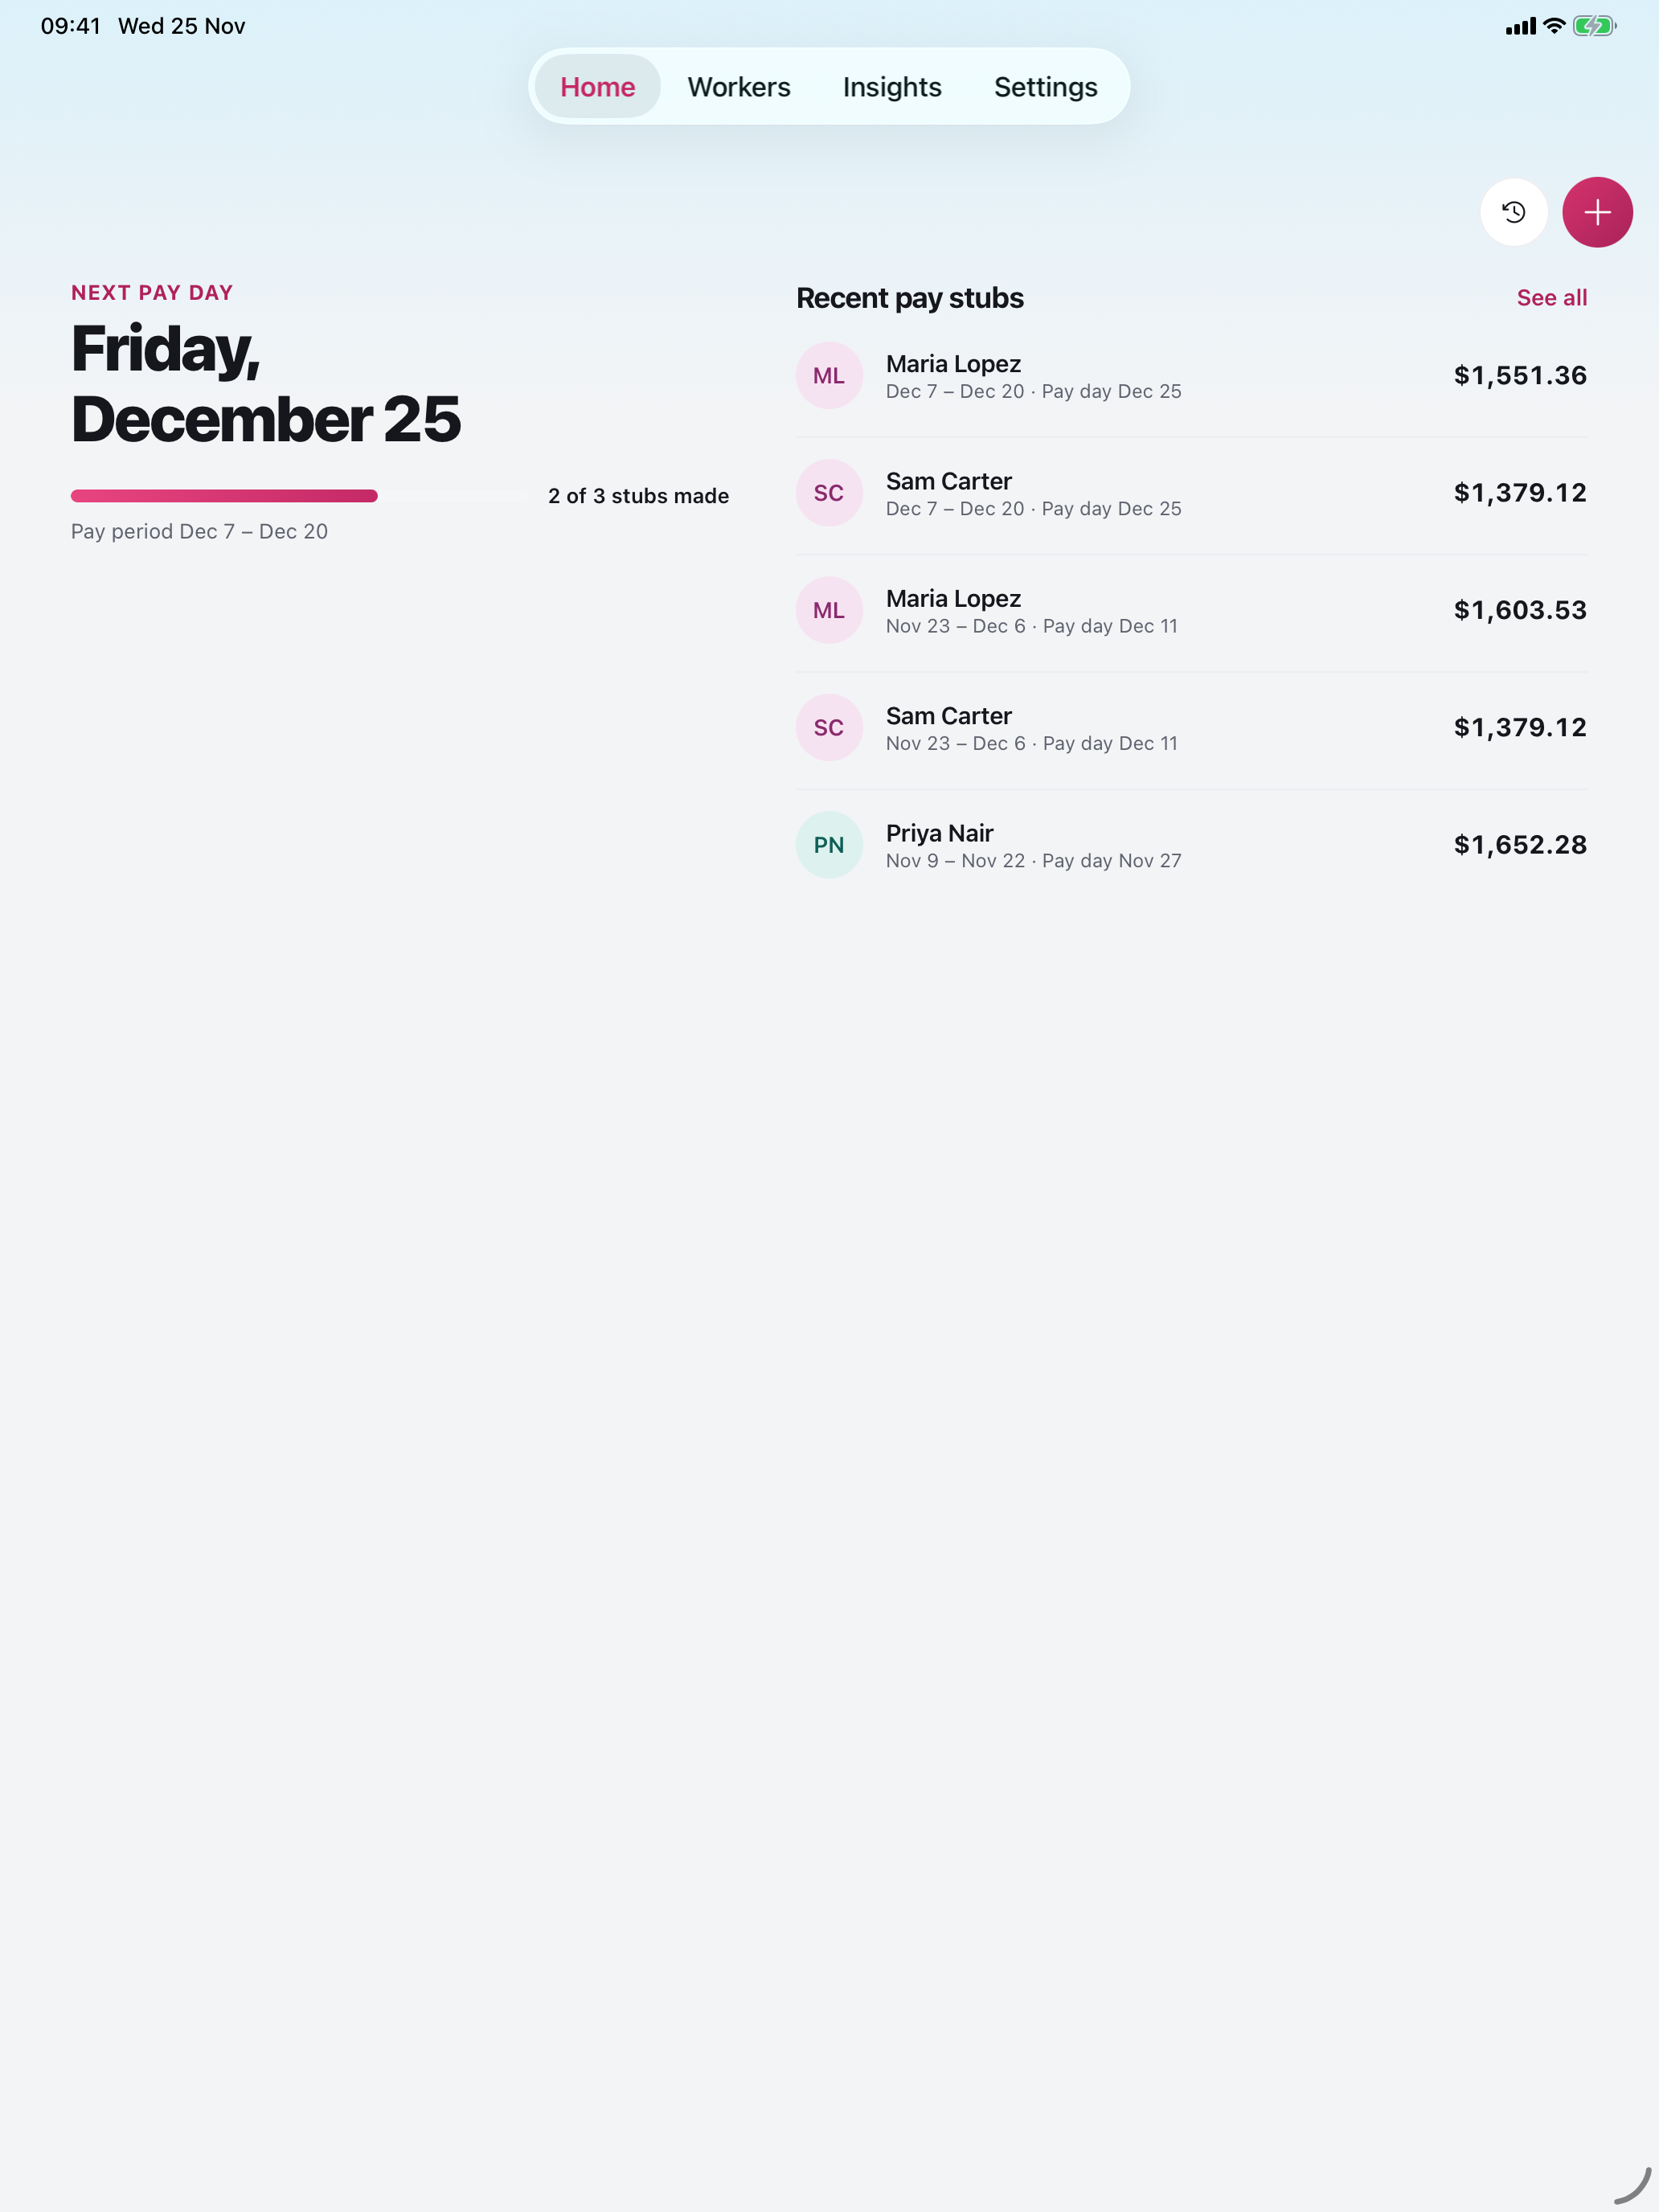 09:41 Wed 25 Nov
Home Workers Insights Settings
NEXT PAY DAY
Friday,
December 25
2 of 3 stubs made
Pay period Dec 7 – Dec 20
Recent pay stubs See all
ML Maria Lopez $1,551.36
Dec 7 – Dec 20 · Pay day Dec 25
SC Sam Carter $1,379.12
Dec 7 – Dec 20 · Pay day Dec 25
ML Maria Lopez $1,603.53
Nov 23 – Dec 6 · Pay day Dec 11
SC Sam Carter $1,379.12
Nov 23 – Dec 6 · Pay day Dec 11
PN Priya Nair $1,652.28
Nov 9 – Nov 22 · Pay day Nov 27